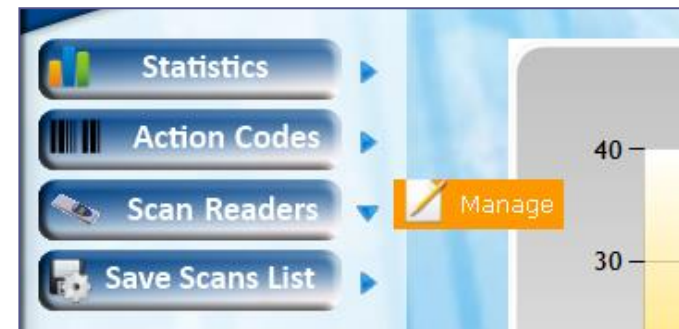 Statistics
Action Codes
Scan Readers
Manage
Save Scans List
40
30